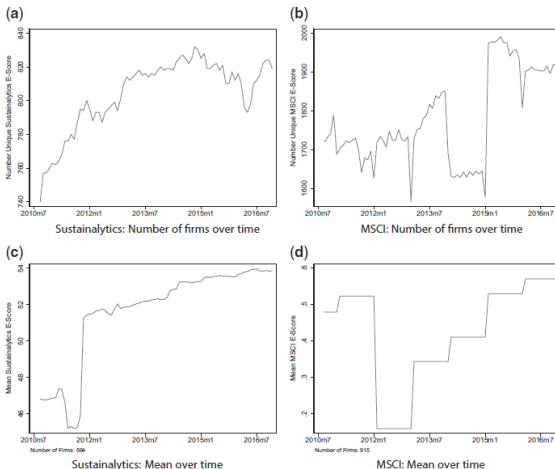 (a)
Number Unique Sustainalytics E-Score
840
820
800
780
760
740
2010m7
2012m1
2013m7
2015m1
2016m7
Sustainalytics: Number of firms over time
(b)
Number Unique MSCI E-Score
2000
1900
1800
1700
1600
2010m7
2012m1
2013m7
2015m1
2016m7
MSCI: Number of firms over time
(c)
Mean Sustainalytics E-Score
54
52
50
48
46
2010m7
2012m1
2013m7
2015m1
2016m7
Number of Firms: 564
Sustainalytics: Mean over time
(d)
Mean MSCI E-Score
.6
.5
.4
.3
.2
2010m7
2012m1
2013m7
2015m1
2016m7
Number of Firms: 915
MSCI: Mean over time